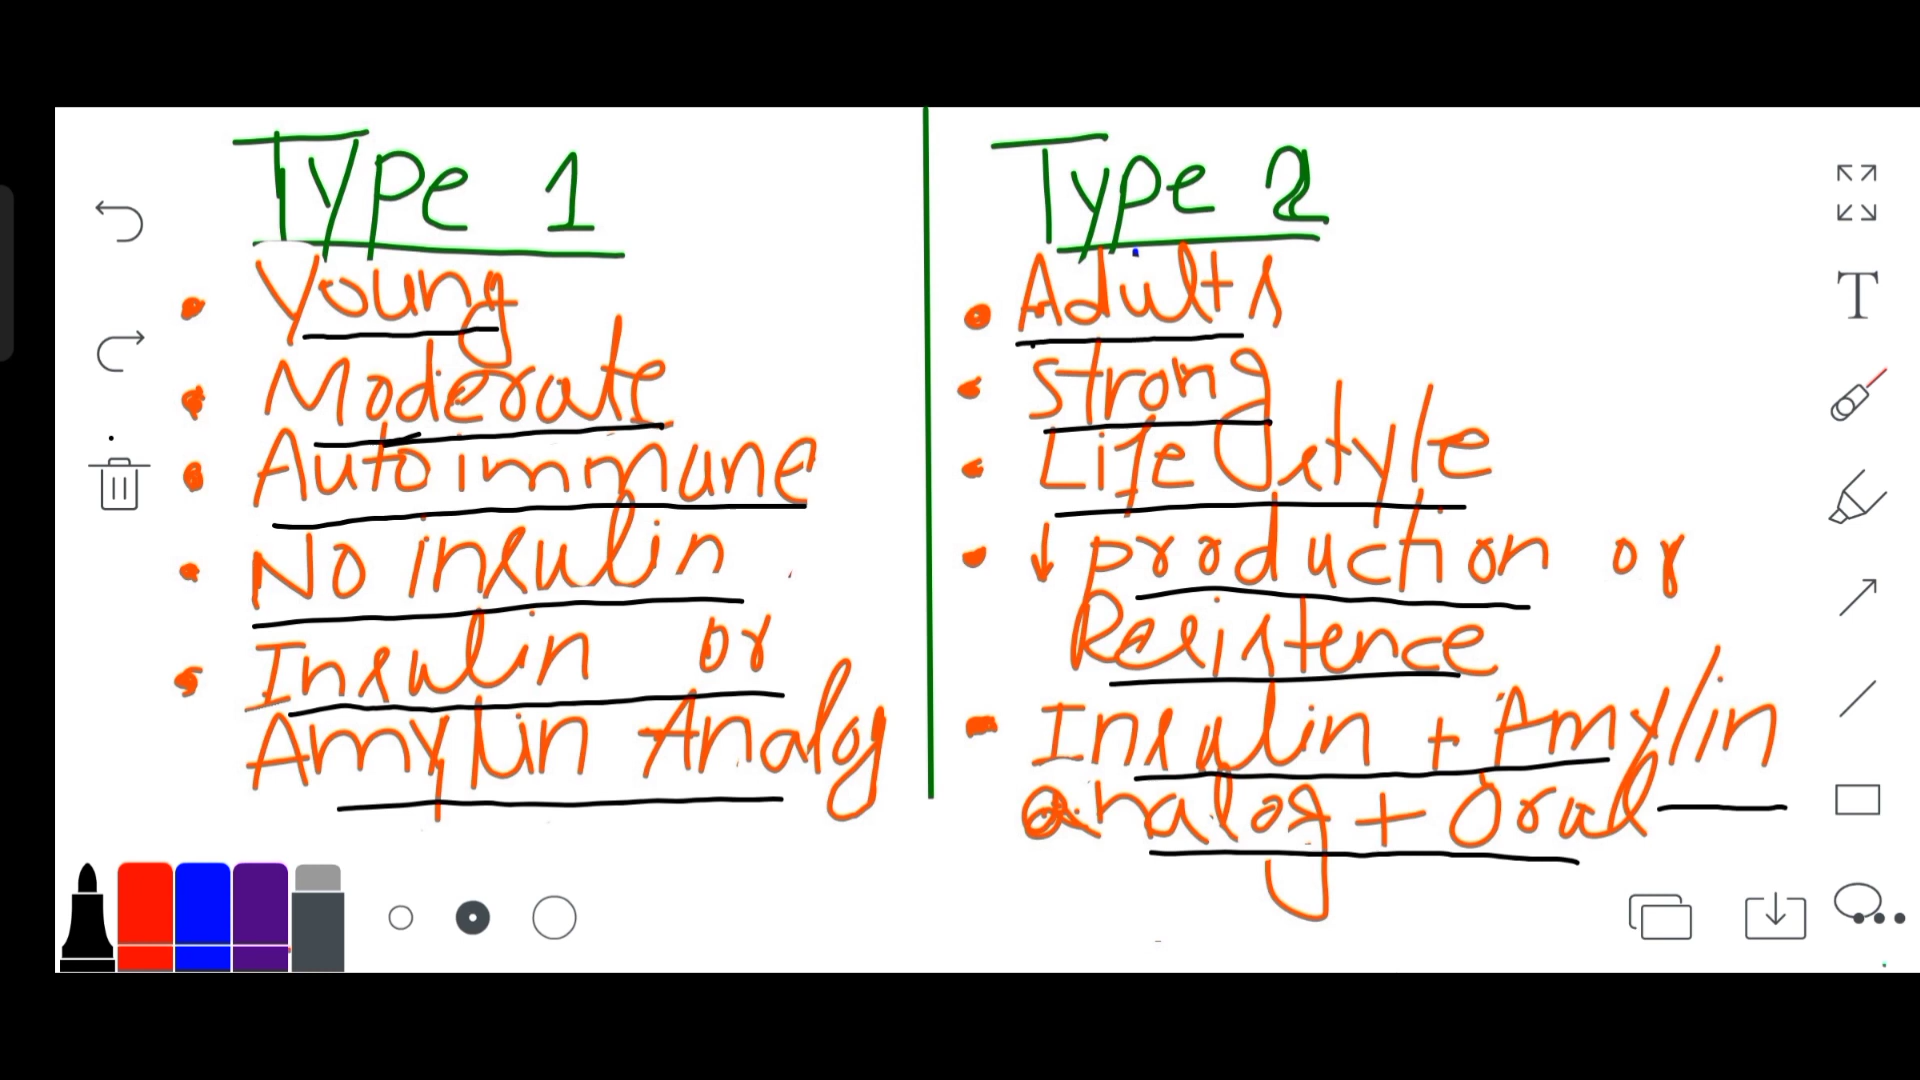 Type 1
• Young
• Moderate
• Autoimmune
• No insulin
• Insulin or
Amylin Analog
Type 2
• Adults
• Strong
• Life style
• ↓ production or
Resistence
• Insulin + Amylin
analog + Oral
T